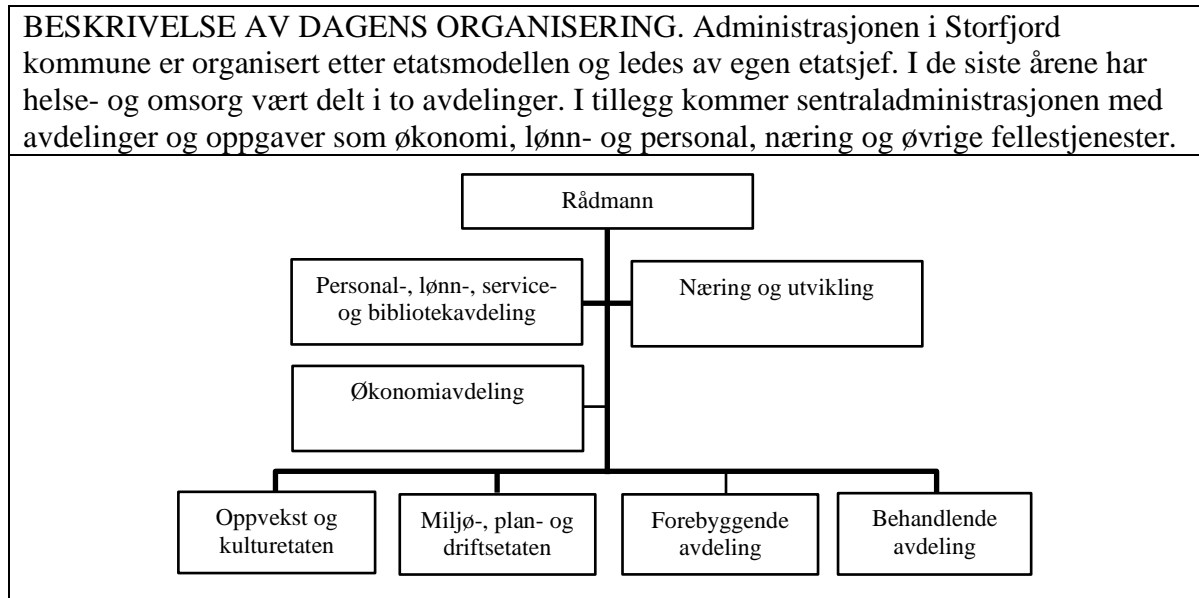 BESKRIVELSE AV DAGENS ORGANISERING. Administrasjonen i Storfjord
kommune er organisert etter etatsmodellen og ledes av egen etatsjef. I de siste årene har
helse- og omsorg vært delt i to avdelinger. I tillegg kommer sentraladministrasjonen med
avdelinger og oppgaver som økonomi, lønn- og personal, næring og øvrige fellestjenester.
Rådmann
Personal-, lønn-, service-
og bibliotekavdeling
Næring og utvikling
Økonomiavdeling
Oppvekst og
kulturetaten
Miljø-, plan- og
driftsetaten
Forebyggende
avdeling
Behandlende
avdeling